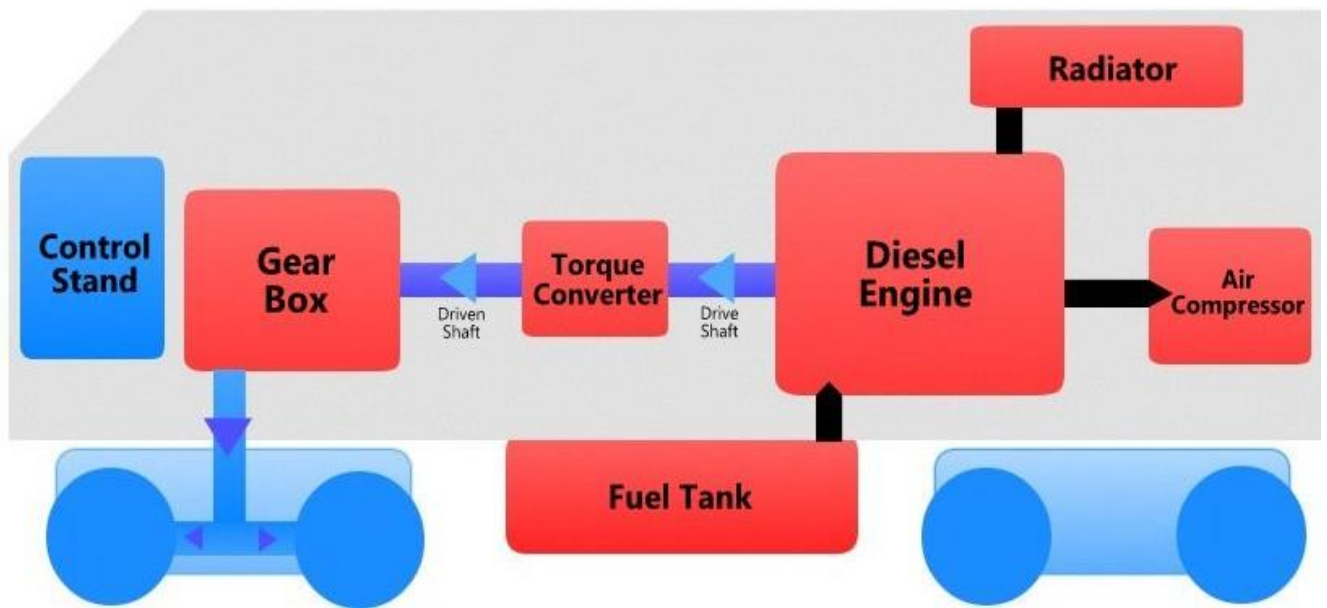 Radiator
Control
Stand
Gear
Box
Driven
Shaft
Torque
Converter
Drive
Shaft
Diesel
Engine
Air
Compressor
Fuel Tank